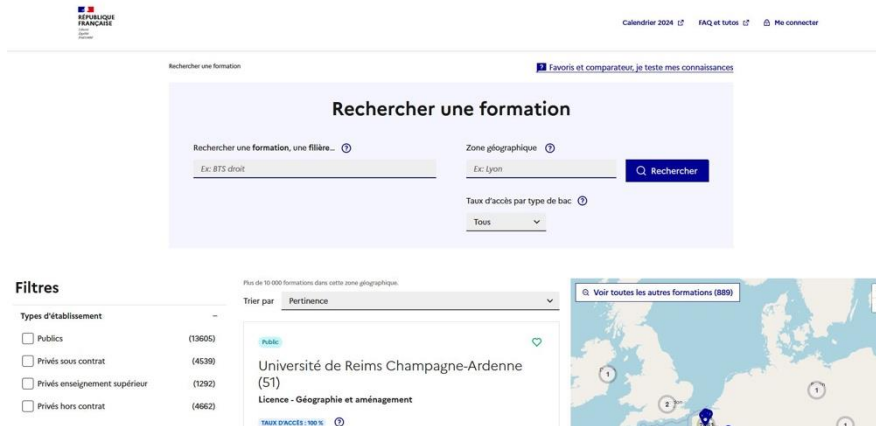 RÉPUBLIQUE
FRANÇAISE
Calendrier 2024
FAQ et tutos
Me connecter
Rechercher une formation
Favoris et comparateur, je teste mes connaissances
Rechercher une formation
Rechercher une formation, une filière...
Zone géographique
Ex: BTS droit
Ex: Lyon
Rechercher
Taux d'accès par type de bac
Tous
Filtres
Plus de 10 000 formations dans cette zone géographique.
Trier par Pertinence
Voir toutes les autres formations (889)
Types d'établissement
Publics (13605)
Privés sous contrat (4539)
Privés enseignement supérieur (1292)
Privés hors contrat (4662)
Public
Université de Reims Champagne-Ardenne
(51)
Licence - Géographie et aménagement
TAUX D'ACCÈS : 100 %
1
2
1
1